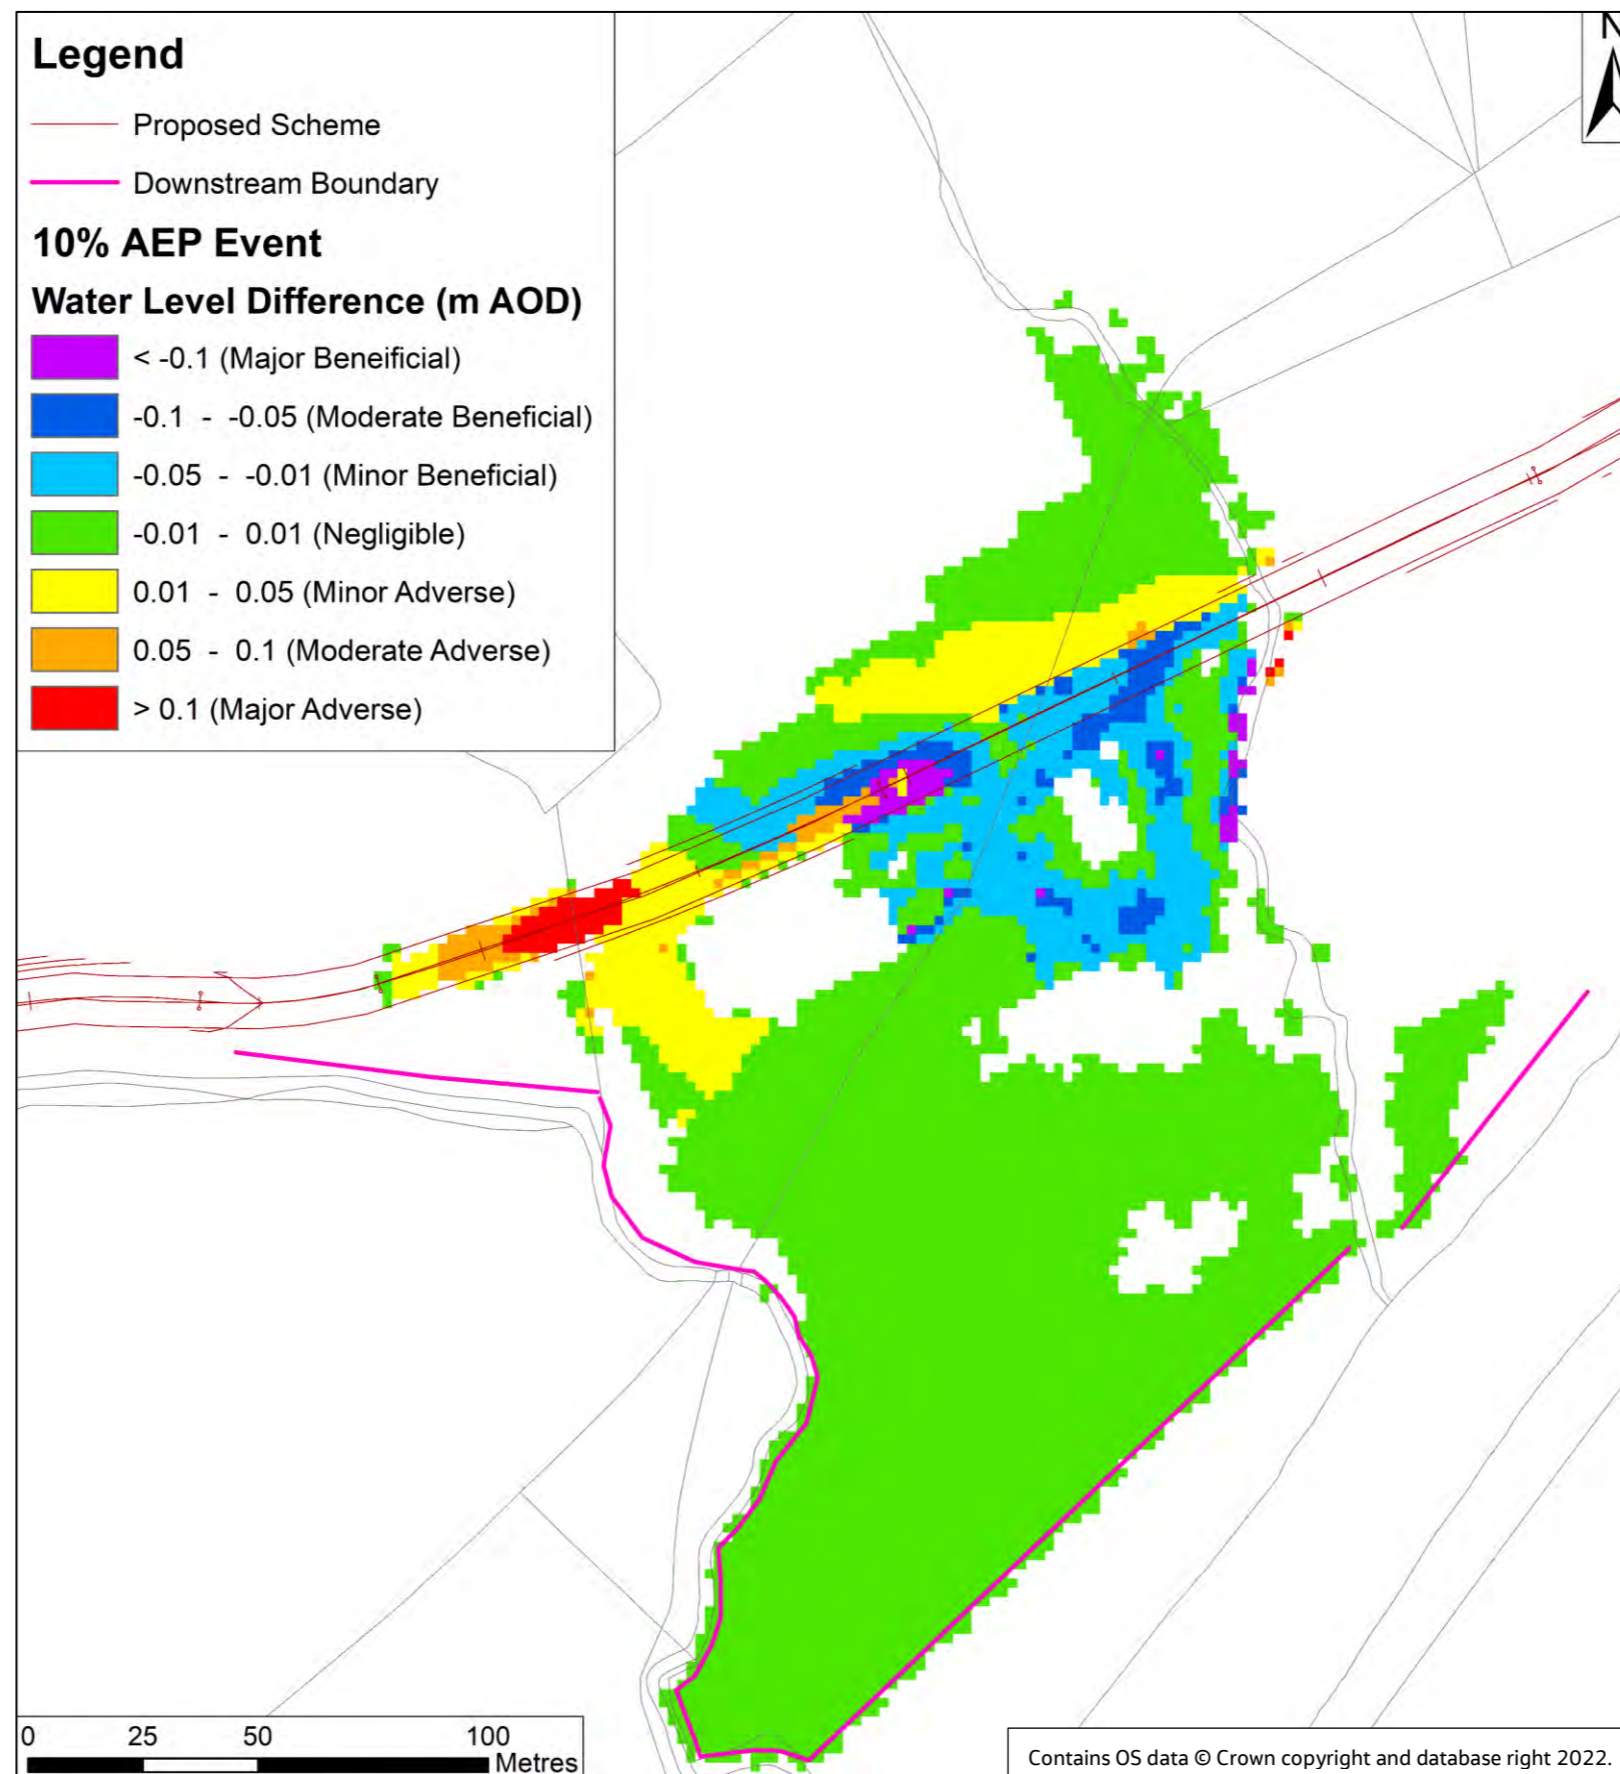 Legend
Proposed Scheme
Downstream Boundary
10% AEP Event
Water Level Difference (m AOD)
< -0.1 (Major Beneificial)
-0.1 - -0.05 (Moderate Beneficial)
-0.05 - -0.01 (Minor Beneficial)
-0.01 - 0.01 (Negligible)
0.01 - 0.05 (Minor Adverse)
0.05 - 0.1 (Moderate Adverse)
> 0.1 (Major Adverse)
N
0 25 50 100
Metres
Contains OS data © Crown copyright and database right 2022.